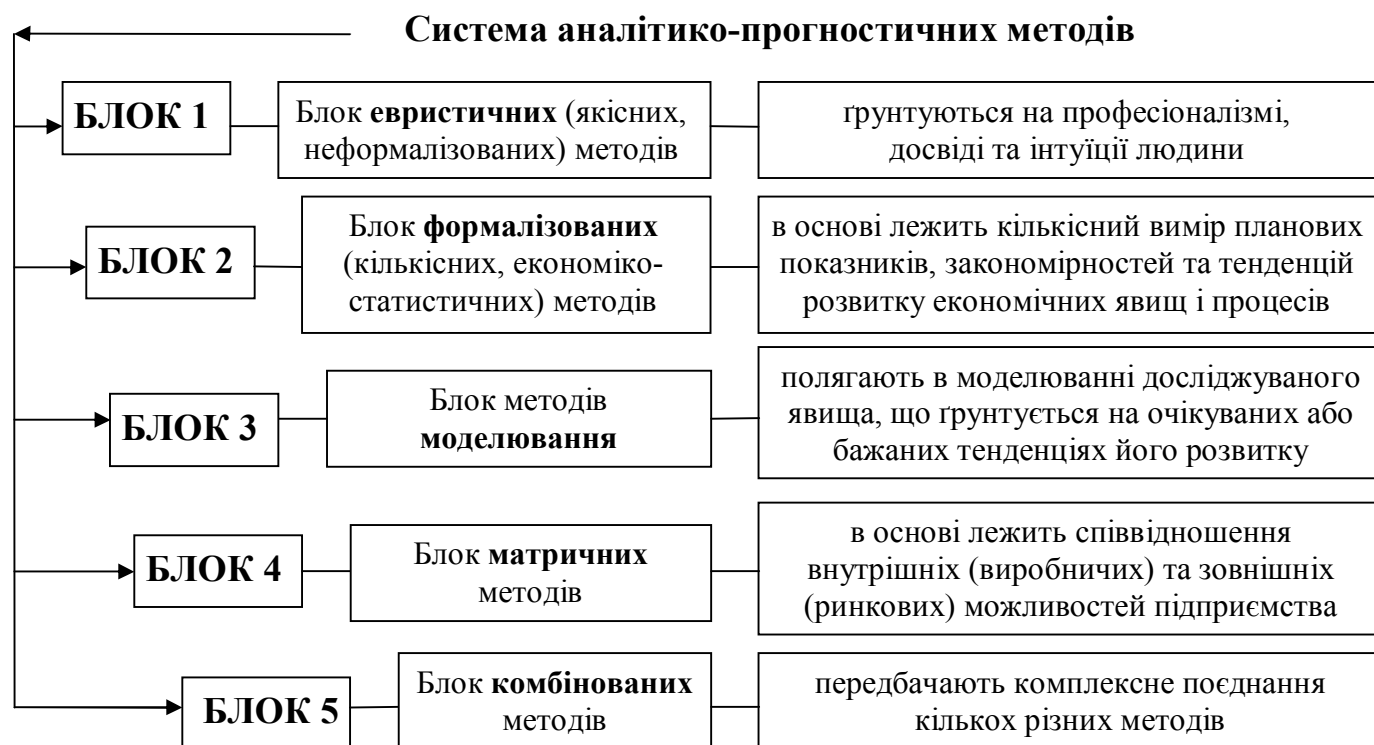 Система аналітико-прогностичних методів
БЛОК 1
Блок евристичних (якісних,
неформалізованих) методів
ґрунтуються на професіоналізмі,
досвіді та інтуїції людини
БЛОК 2
Блок формалізованих
(кількісних, економіко-
статистичних) методів
в основі лежить кількісний вимір планових
показників, закономірностей та тенденцій
розвитку економічних явищ і процесів
БЛОК 3
Блок методів
моделювання
полягають в моделюванні досліджуваного
явища, що ґрунтується на очікуваних або
бажаних тенденціях його розвитку
БЛОК 4
Блок матричних
методів
в основі лежить співвідношення
внутрішніх (виробничих) та зовнішніх
(ринкових) можливостей підприємства
БЛОК 5
Блок комбінованих
методів
передбачають комплексне поєднання
кількох різних методів